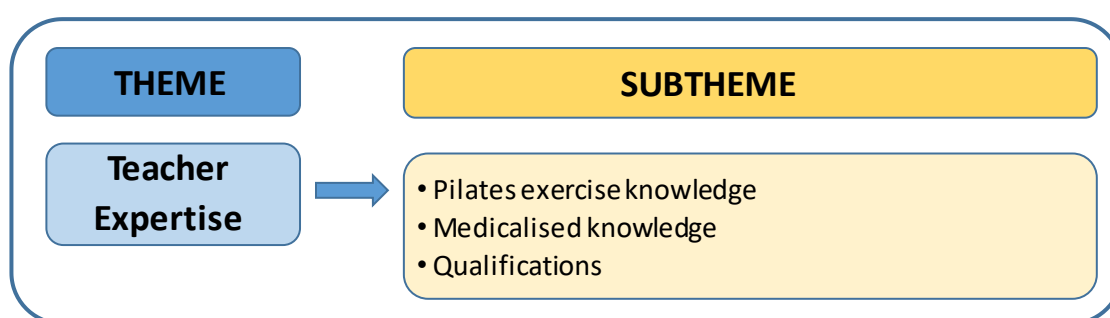 THEME
SUBTHEME
Teacher
Expertise
• Pilates exercise knowledge
• Medicalised knowledge
• Qualifications